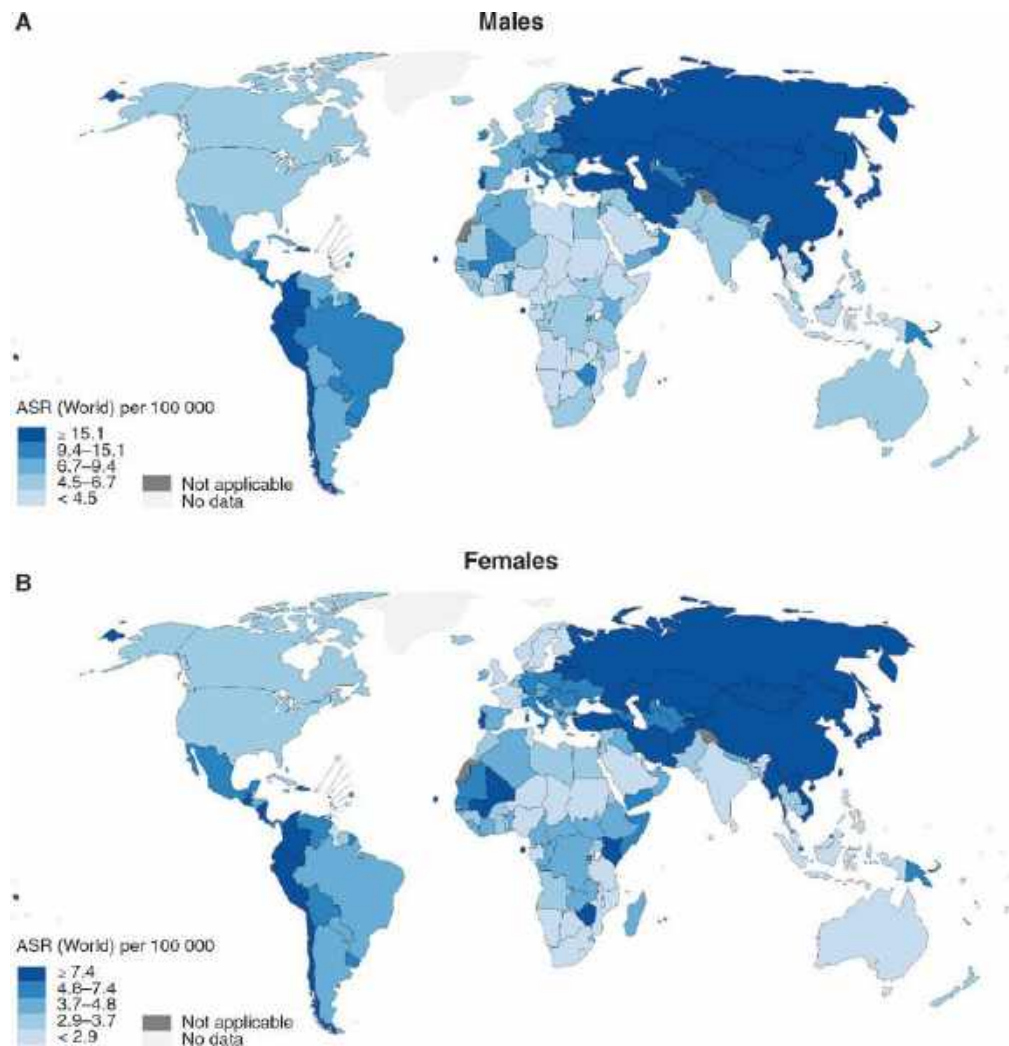 A
Males
ASR (World) per 100 000
≥ 15.1
9.4–15.1
6.7–9.4
4.5–6.7
< 4.5
Not applicable
No data
Females
B
ASR (World) per 100 000
≥ 7.4
4.8–7.4
3.7–4.8
2.9–3.7
< 2.9
Not applicable
No data